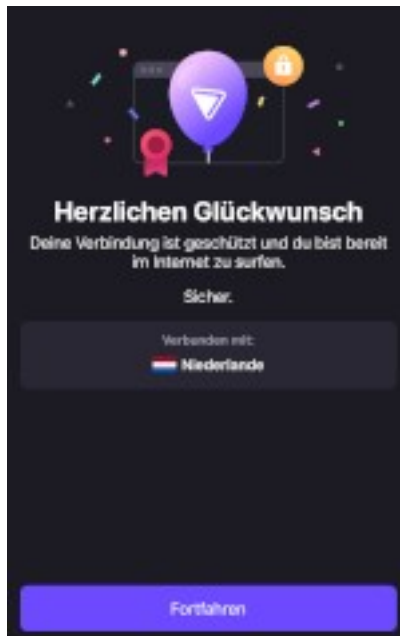 Herzlichen Glückwunsch
Deine Verbindung ist geschützt und du bist bereit
im Internet zu surfen.
Sicher.
Verbunden mit:
Niederlande
Fortfahren